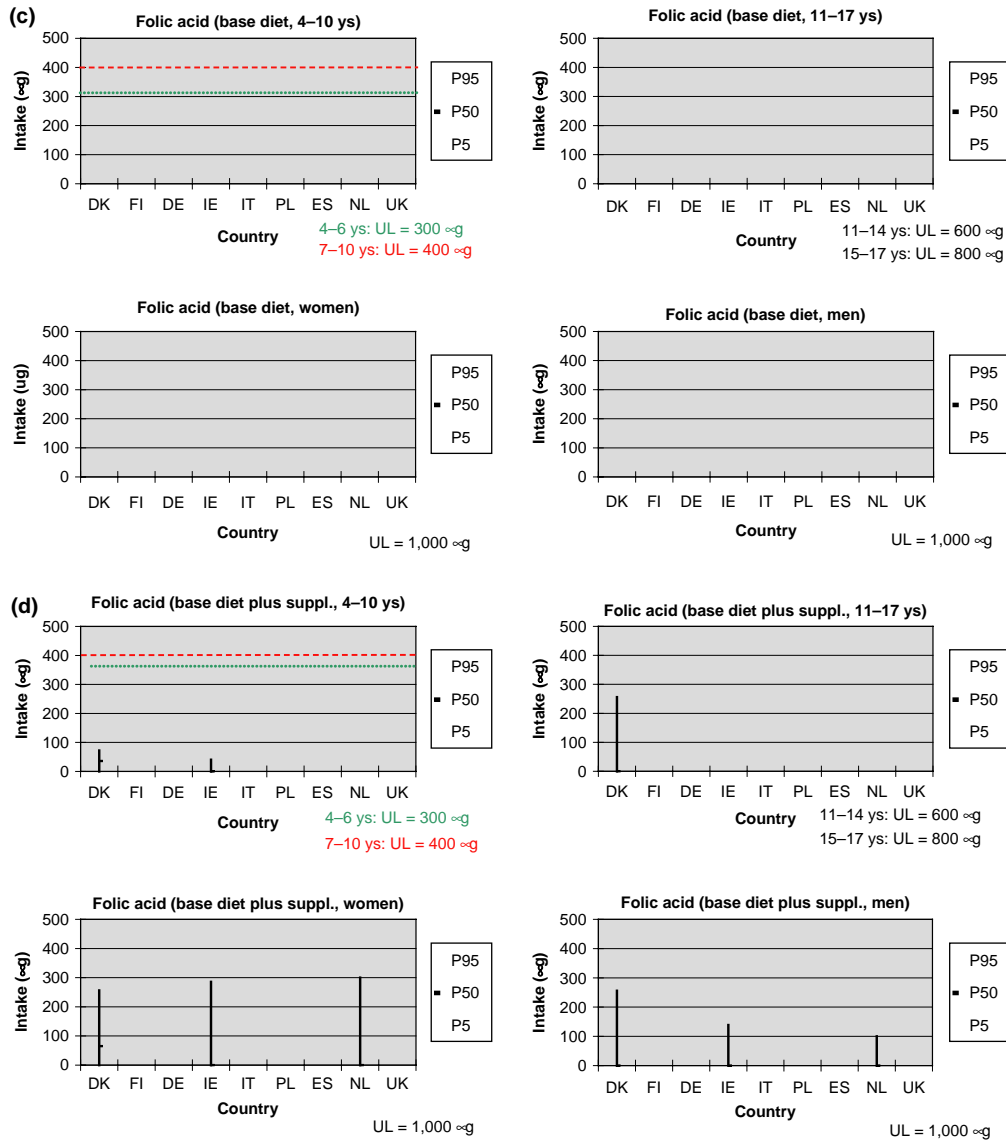 (c)
Folic acid (base diet, 4–10 ys)
500
400
300
200
100
0
Intake (∝g)
P95
P50
P5
DK FI DE IE IT PL ES NL UK
Country
4–6 ys: UL = 300 ∝g
7–10 ys: UL = 400 ∝g
Folic acid (base diet, 11–17 ys)
500
400
300
200
100
0
Intake (∝g)
P95
P50
P5
DK FI DE IE IT PL ES NL UK
Country
11–14 ys: UL = 600 ∝g
15–17 ys: UL = 800 ∝g
Folic acid (base diet, women)
500
400
300
200
100
0
Intake (ug)
P95
P50
P5
DK FI DE IE IT PL ES NL UK
Country
UL = 1,000 ∝g
Folic acid (base diet, men)
500
400
300
200
100
0
Intake (∝g)
P95
P50
P5
DK FI DE IE IT PL ES NL UK
Country
UL = 1,000 ∝g
(d)
Folic acid (base diet plus suppl., 4–10 ys)
500
400
300
200
100
0
Intake (∝g)
P95
P50
P5
DK FI DE IE IT PL ES NL UK
Country
4–6 ys: UL = 300 ∝g
7–10 ys: UL = 400 ∝g
Folic acid (base diet plus suppl., 11–17 ys)
500
400
300
200
100
0
Intake (∝g)
P95
P50
P5
DK FI DE IE IT PL ES NL UK
Country
11–14 ys: UL = 600 ∝g
15–17 ys: UL = 800 ∝g
Folic acid (base diet plus suppl., women)
500
400
300
200
100
0
Intake (∝g)
P95
P50
P5
DK FI DE IE IT PL ES NL UK
Country
UL = 1,000 ∝g
Folic acid (base diet plus suppl., men)
500
400
300
200
100
0
Intake (∝g)
P95
P50
P5
DK FI DE IE IT PL ES NL UK
Country
UL = 1,000 ∝g